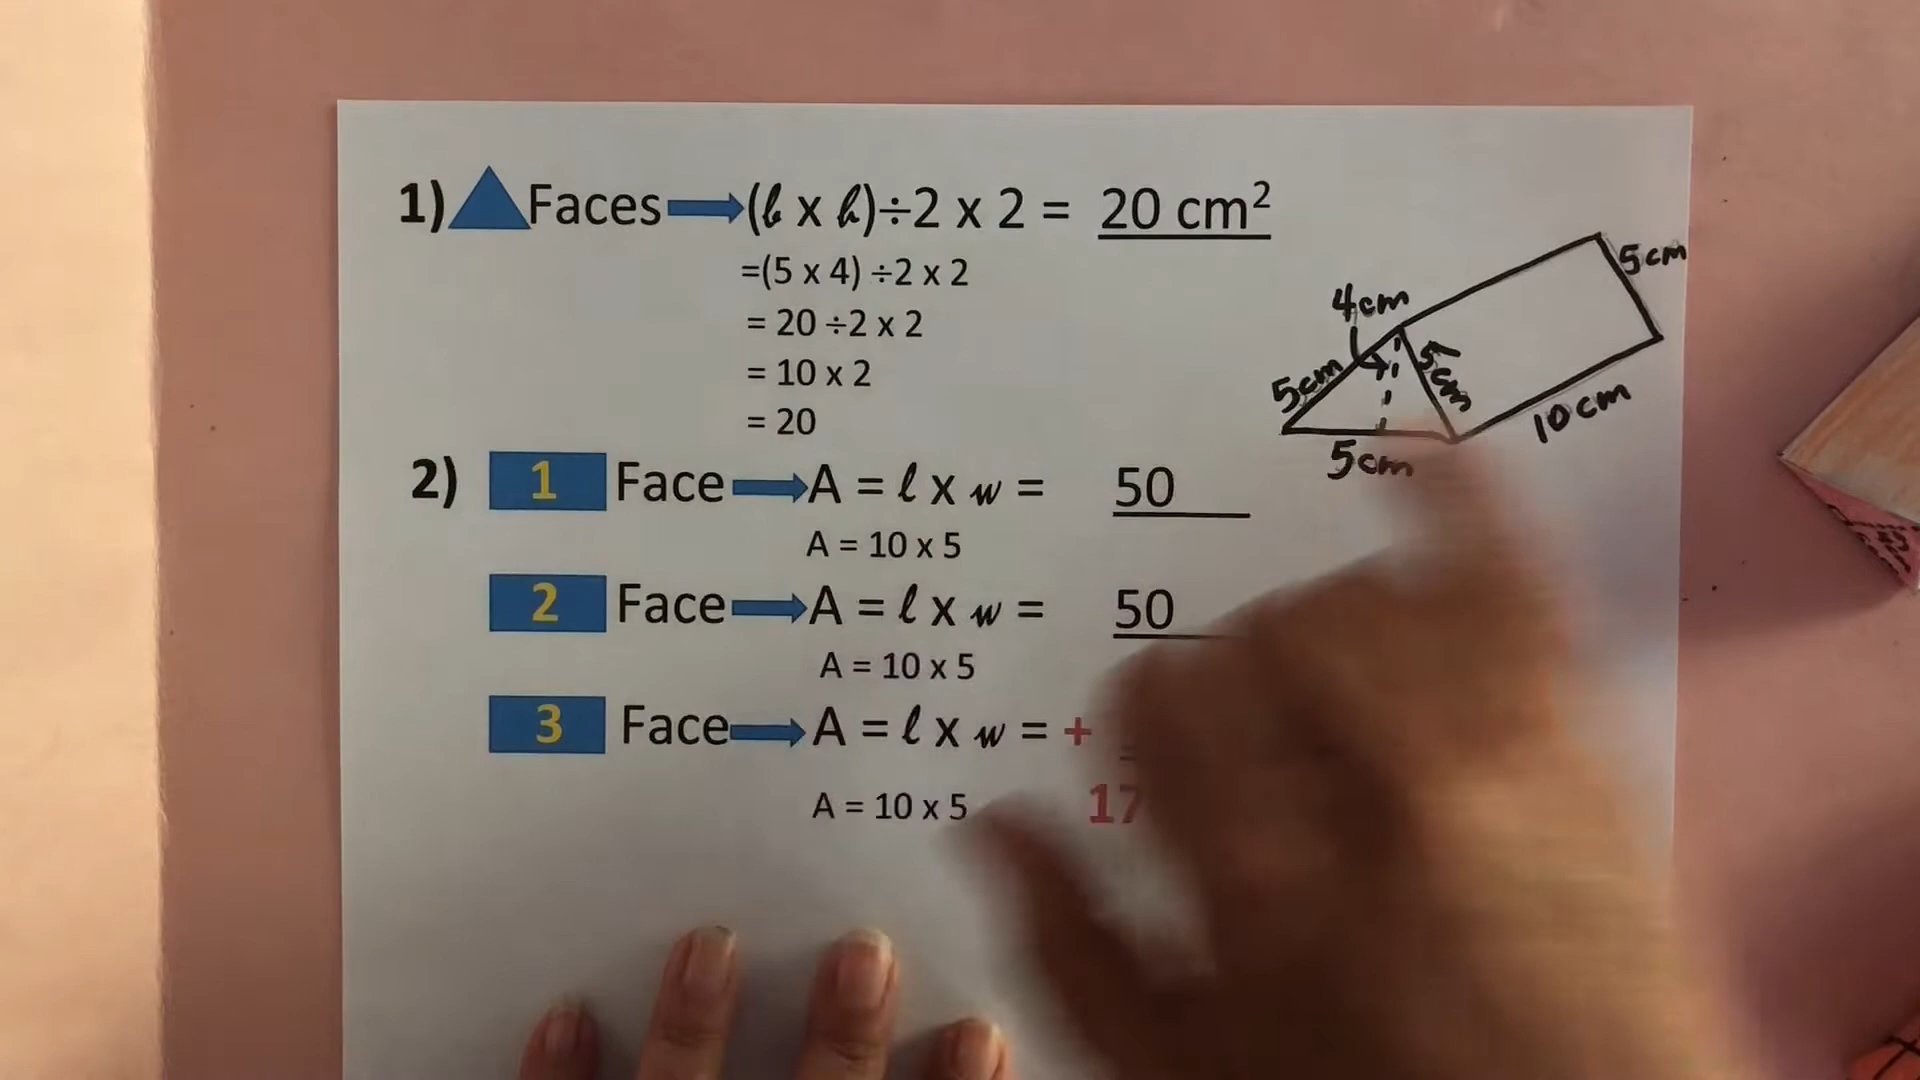 1) Faces (b x h)÷2 x 2 = 20 cm²
=(5 x 4) ÷2 x 2
= 20 ÷2 x 2
= 10 x 2
= 20
4cm
5cm
5cm
5cm
5cm
10cm
2) 1 Face A = l x w = 50
A = 10 x 5
2 Face A = l x w = 50
A = 10 x 5
3 Face A = l x w = +
A = 10 x 5 17